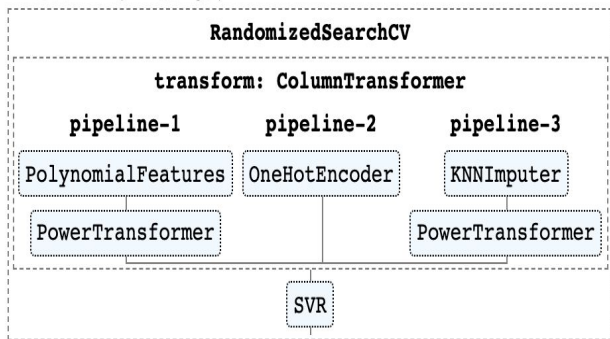 RandomizedSearchCV
transform: ColumnTransformer
pipeline-1 pipeline-2 pipeline-3
PolynomialFeatures OneHotEncoder KNNImputer
PowerTransformer PowerTransformer
SVR